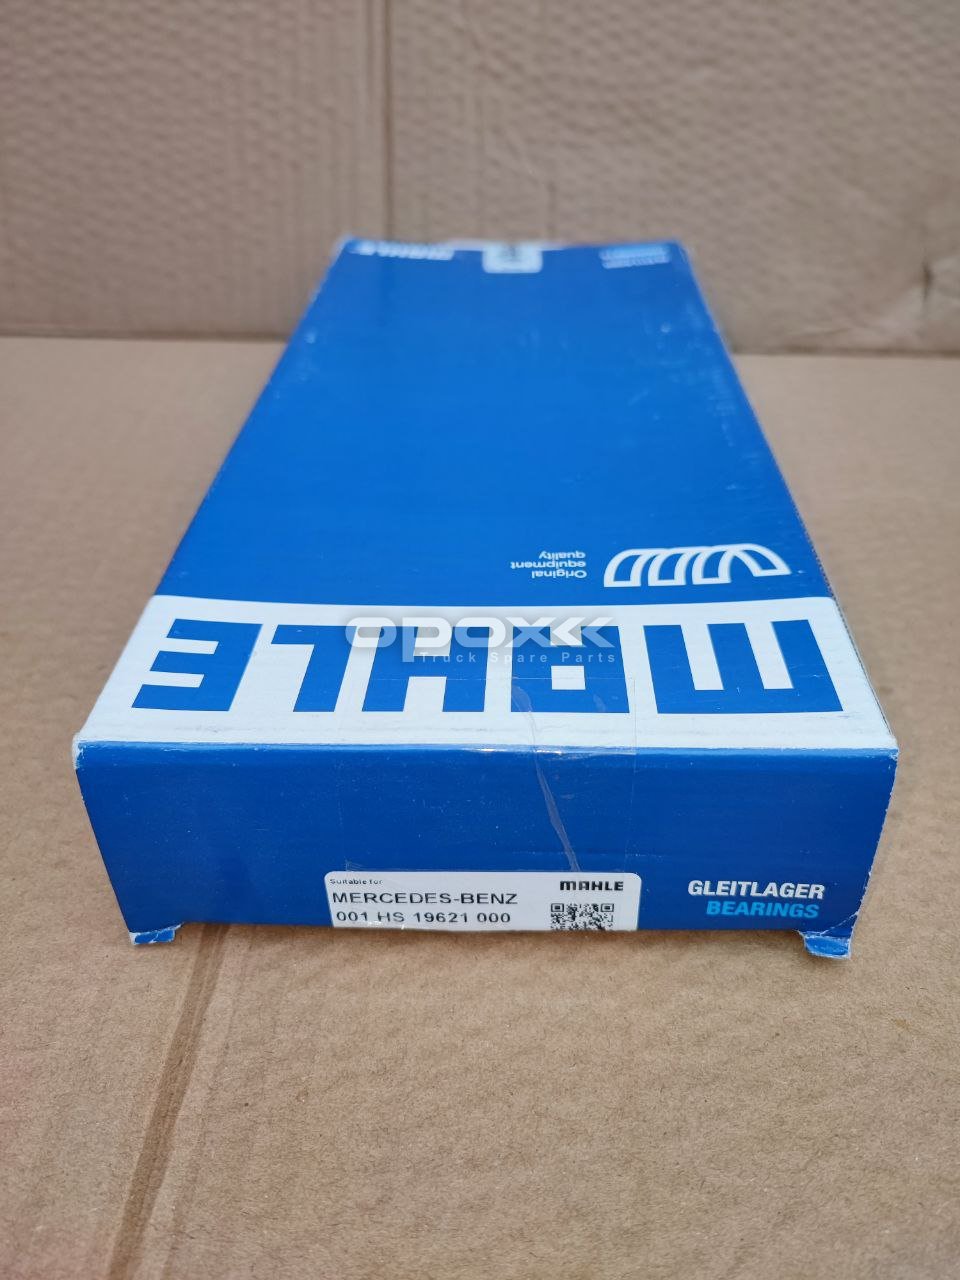 Original
equipment
quality
MAHLE
opoxx
Truck Spare Parts
Suitable for
MAHLE
MERCEDES-BENZ
001 HS 19621 000
GLEITLAGER
BEARINGS